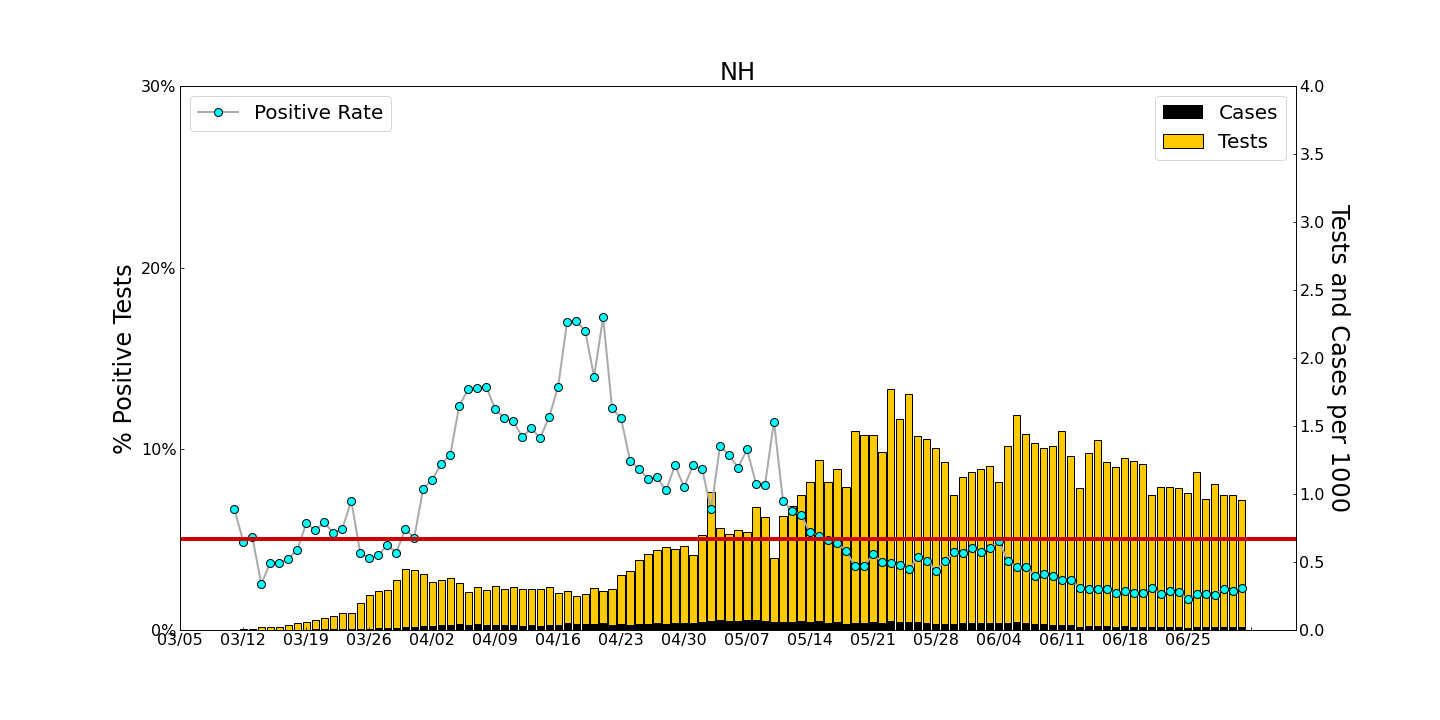 NH
30%
20%
10%
0%
% Positive Tests
Positive Rate
Cases
Tests
4.0
3.5
3.0
2.5
2.0
1.5
1.0
0.5
0.0
Tests and Cases per 1000
03/05 03/12 03/19 03/26 04/02 04/09 04/16 04/23 04/30 05/07 05/14 05/21 05/28 06/04 06/11 06/18 06/25